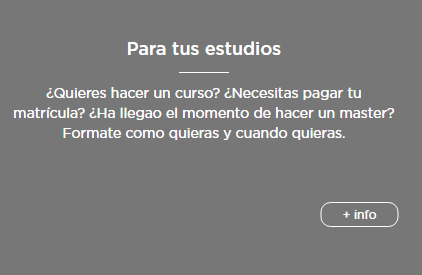 Para tus estudios
¿Quieres hacer un curso? ¿Necesitas pagar tu
matrícula? ¿Ha llegao el momento de hacer un master?
Formate como quieras y cuando quieras.
+ info